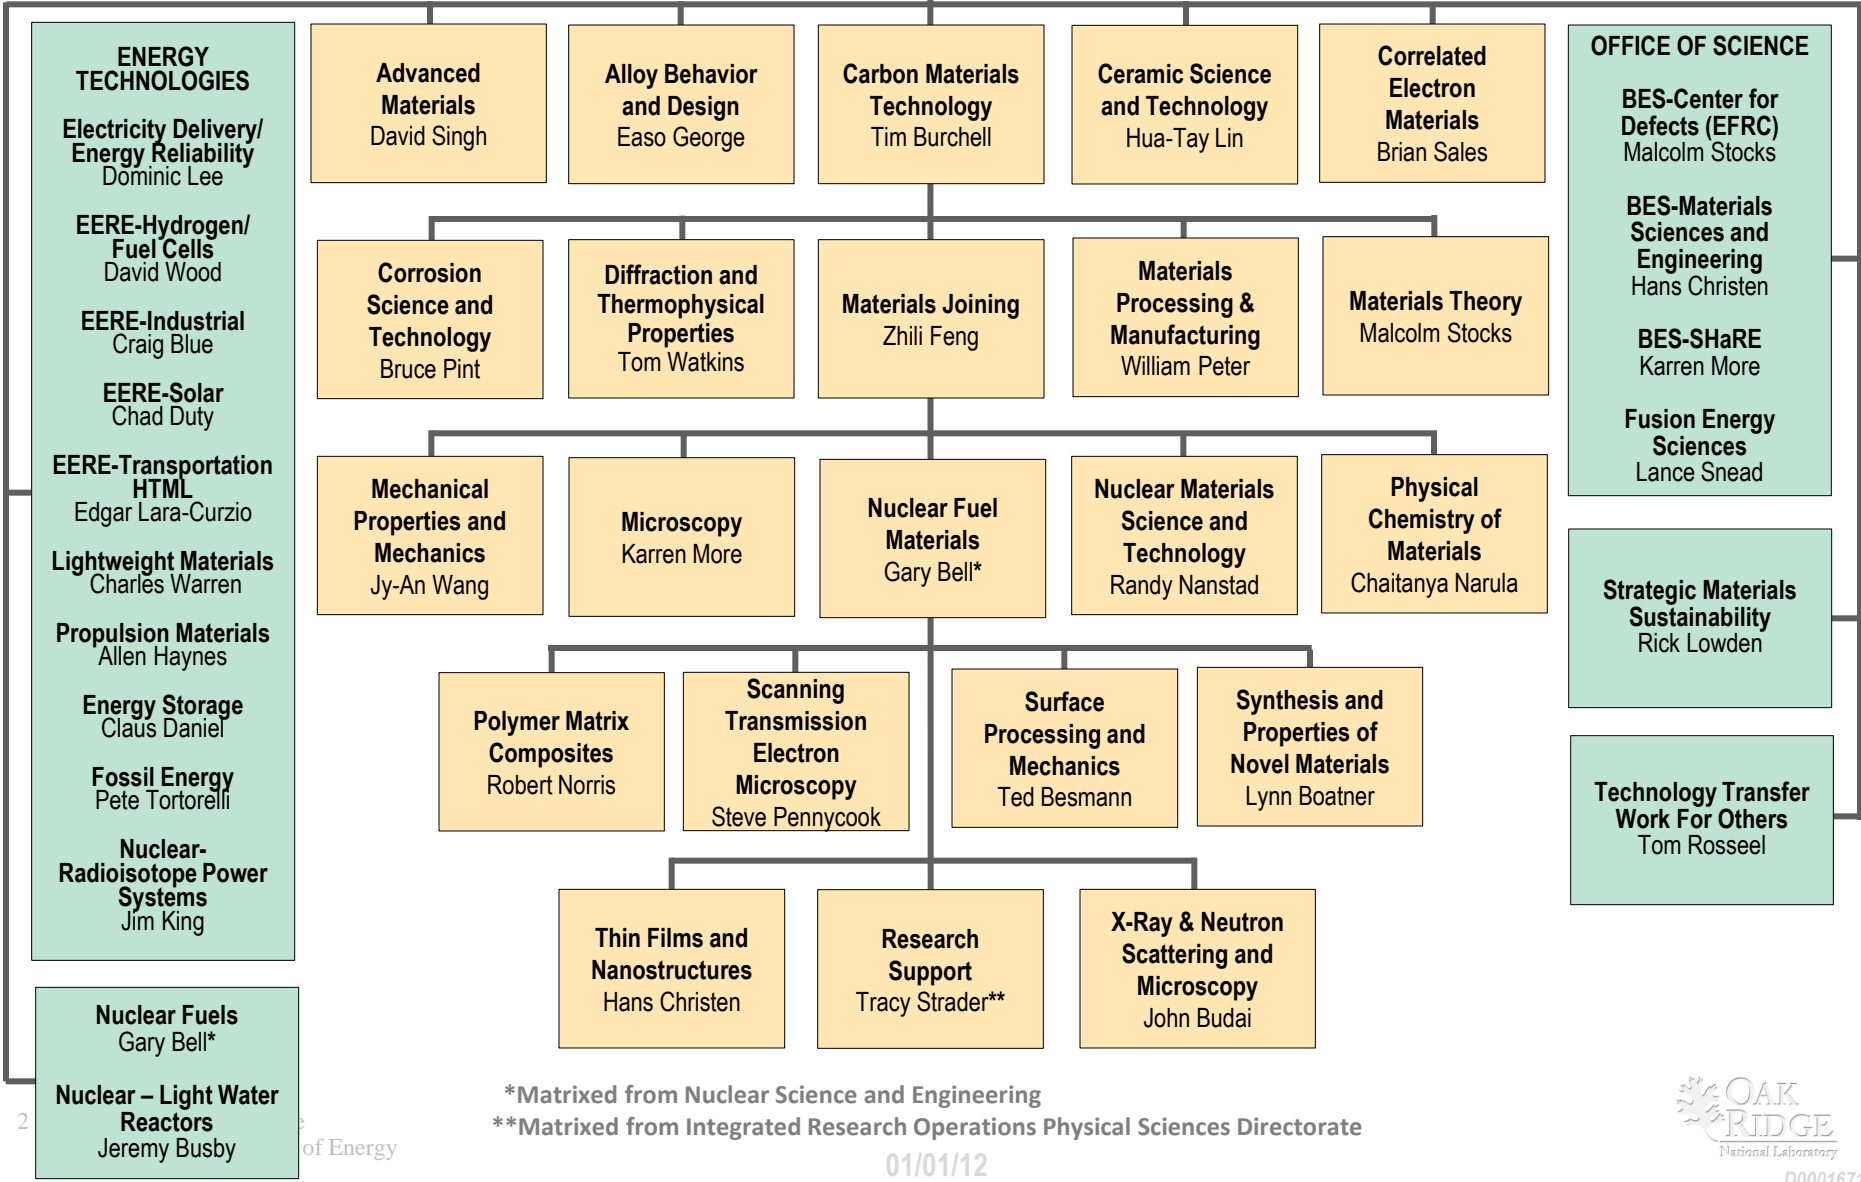 ENERGY
TECHNOLOGIES
Electricity Delivery/
Energy Reliability
Dominic Lee
EERE-Hydrogen/
Fuel Cells
David Wood
EERE-Industrial
Craig Blue
EERE-Solar
Chad Duty
EERE-Transportation
HTML
Edgar Lara-Curzio
Lightweight Materials
Charles Warren
Propulsion Materials
Allen Haynes
Energy Storage
Claus Daniel
Fossil Energy
Pete Tortorelli
Nuclear-
Radioisotope Power
Systems
Jim King
Nuclear Fuels
Gary Bell*
Nuclear – Light Water
Reactors
Jeremy Busby
Advanced
Materials
David Singh
Alloy Behavior
and Design
Easo George
Carbon Materials
Technology
Tim Burchell
Ceramic Science
and Technology
Hua-Tay Lin
Correlated
Electron
Materials
Brian Sales
Corrosion
Science and
Technology
Bruce Pint
Diffraction and
Thermophysical
Properties
Tom Watkins
Materials Joining
Zhili Feng
Materials
Processing &
Manufacturing
William Peter
Materials Theory
Malcolm Stocks
Mechanical
Properties and
Mechanics
Jy-An Wang
Microscopy
Karren More
Nuclear Fuel
Materials
Gary Bell*
Nuclear Materials
Science and
Technology
Randy Nanstad
Physical
Chemistry of
Materials
Chaitanya Narula
Polymer Matrix
Composites
Robert Norris
Scanning
Transmission
Electron
Microscopy
Steve Pennycook
Surface
Processing and
Mechanics
Ted Besmann
Synthesis and
Properties of
Novel Materials
Lynn Boatner
Thin Films and
Nanostructures
Hans Christen
Research
Support
Tracy Strader**
X-Ray & Neutron
Scattering and
Microscopy
John Budai
OFFICE OF SCIENCE
BES-Center for
Defects (EFRC)
Malcolm Stocks
BES-Materials
Sciences and
Engineering
Hans Christen
BES-SHaRE
Karren More
Fusion Energy
Sciences
Lance Snead
Strategic Materials
Sustainability
Rick Lowden
Technology Transfer
Work For Others
Tom Rosseel
*Matrixed from Nuclear Science and Engineering
**Matrixed from Integrated Research Operations Physical Sciences Directorate
01/01/12
2
of Energy
OAK
RIDGE
National Laboratory